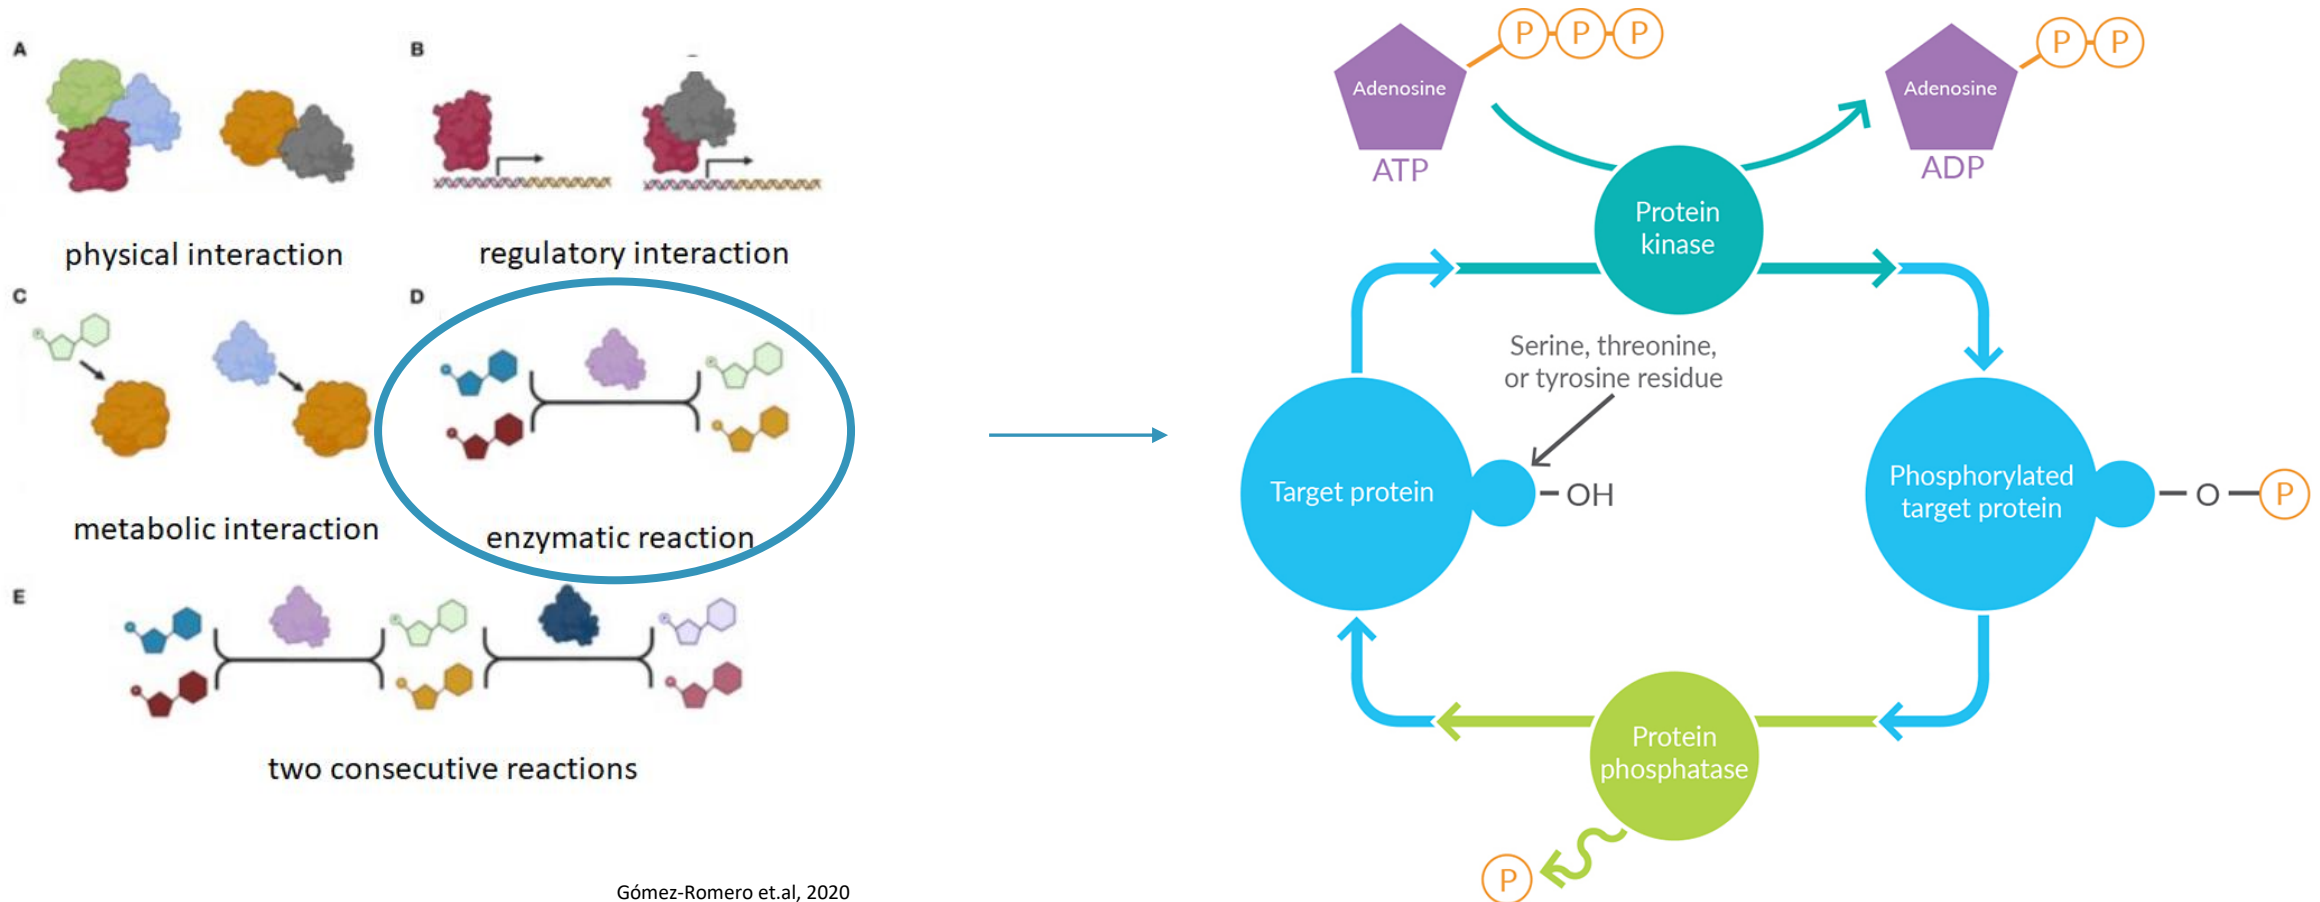 A
B
physical interaction
regulatory interaction
C
D
metabolic interaction
enzymatic reaction
E
two consecutive reactions
Gómez-Romero et.al, 2020
P P P
Adenosine
ATP
P P
Adenosine
ADP
Protein
kinase
Serine, threonine,
or tyrosine residue
Target protein
OH
Phosphorylated
target protein
O
P
Protein
phosphatase
P